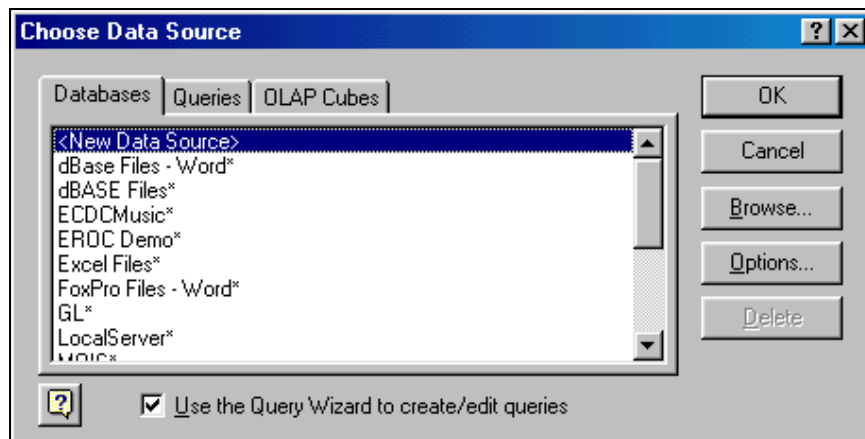 Choose Data Source
Databases
Queries
OLAP Cubes
<New Data Source>
dBase Files - Word*
dBASE Files*
ECDCMusic*
EROC Demo*
Excel Files*
FoxPro Files - Word*
GL*
LocalServer*
OK
Cancel
Browse...
Options...
Delete
Use the Query Wizard to create/edit queries